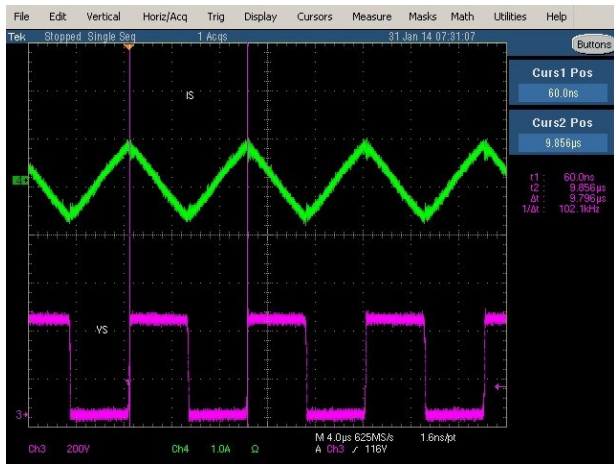 File Edit Vertical Horiz/Acq Trig Display Cursors Measure Masks Math Utilities Help
Tek Stopped Single Seq 1 Acqs 31 Jan 14 07:31:07 Buttons
Curs1 Pos
60.0ns
Curs2 Pos
9.856µs
t1 : 60.0ns
t2 : 9.856µs
Δt : 9.796µs
1/Δt : 102.1kHz
IS
4
VS
3
M 4.0µs 625MS/s 1.6ns/pt
Ch3 200V Ch4 1.0A Ω A Ch3 ∕ 116V